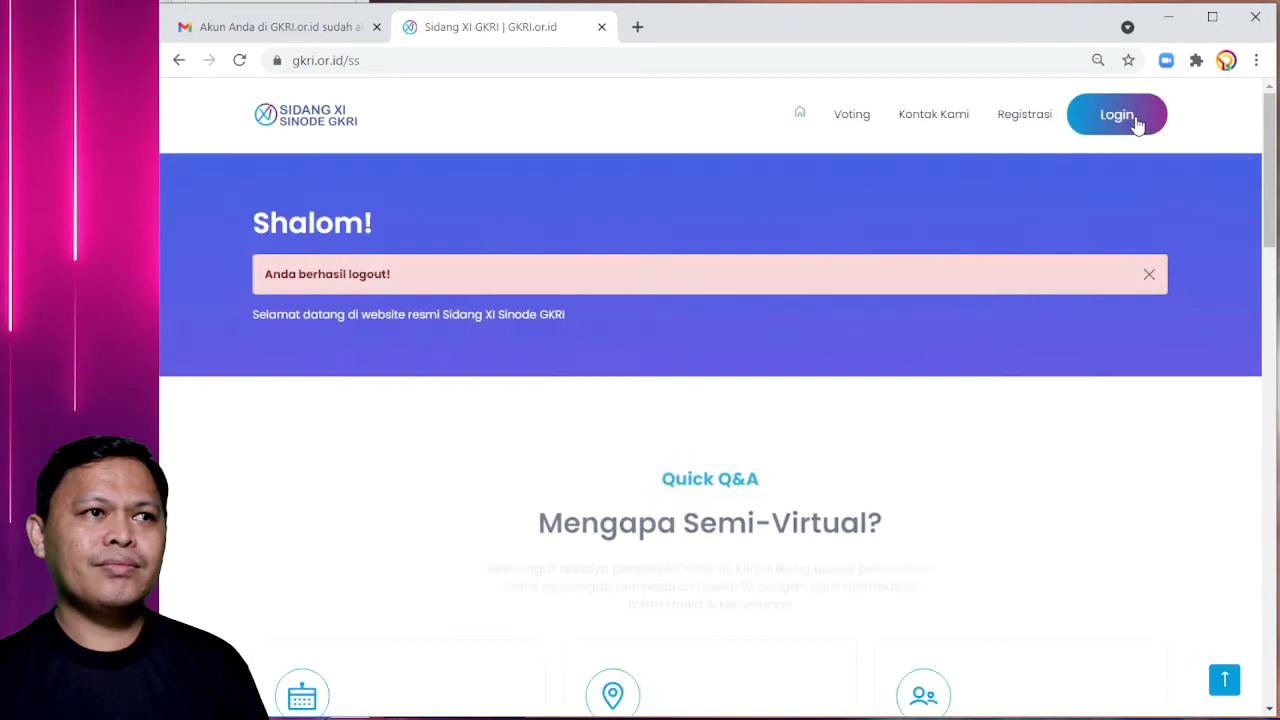 Akun Anda di GKRI.or.id sudah a
Sidang XI GKRI | GKRI.or.id
gkri.or.id/ss
SIDANG XI
SINODE GKRI
Voting
Kontak Kami
Registrasi
Login
Shalom!
Anda berhasil logout!
Selamat datang di website resmi Sidang XI Sinode GKRI
Quick Q&A
Mengapa Semi-Virtual?